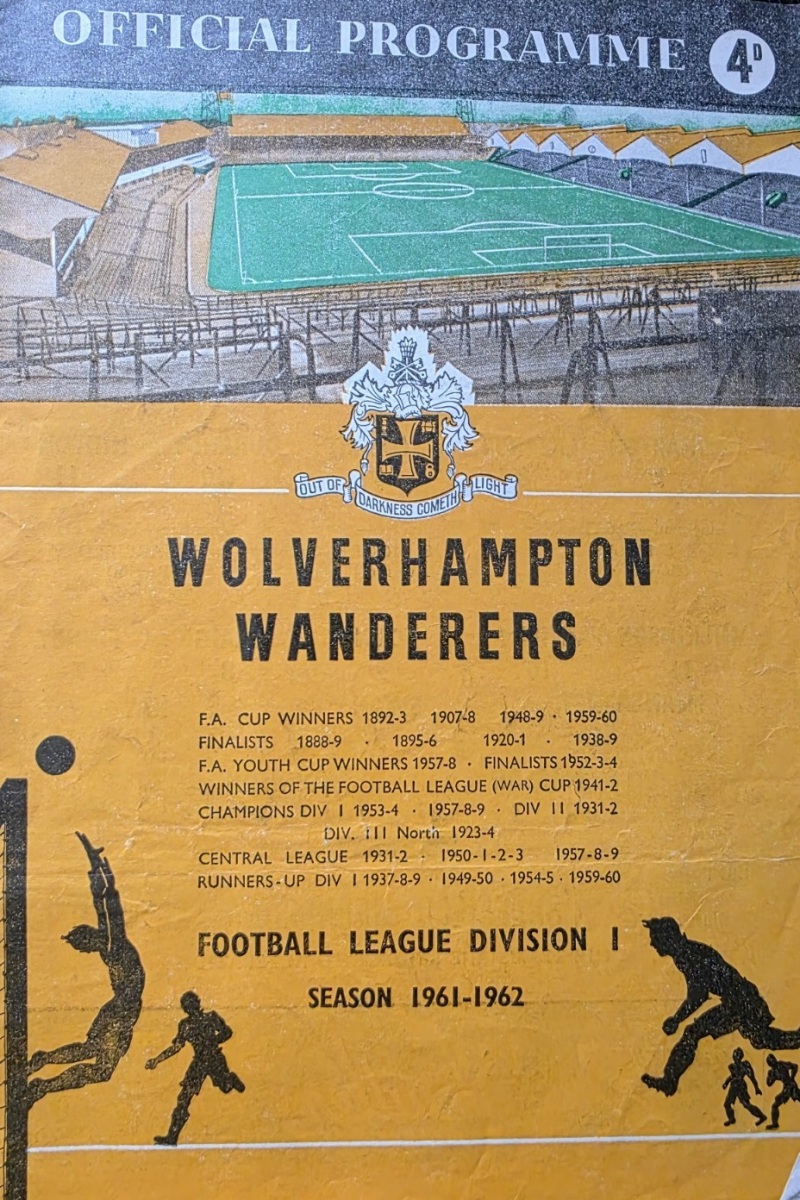 OFFICIAL PROGRAMME 4D
OUT OF DARKNESS COMETH LIGHT
WOLVERHAMPTON
WANDERERS
F.A. CUP WINNERS 1892-3 1907-8 1948-9 · 1959-60
FINALISTS 1888-9 · 1895-6 1920-1 · 1938-9
F.A. YOUTH CUP WINNERS 1957-8 · FINALISTS 1952-3-4
WINNERS OF THE FOOTBALL LEAGUE (WAR) CUP 1941-2
CHAMPIONS DIV I 1953-4 · 1957-8-9 · DIV II 1931-2
DIV. III North 1923-4
CENTRAL LEAGUE 1931-2 · 1950-1-2-3 1957-8-9
RUNNERS-UP DIV I 1937-8-9 · 1949-50 · 1954-5 · 1959-60
FOOTBALL LEAGUE DIVISION I
SEASON 1961-1962